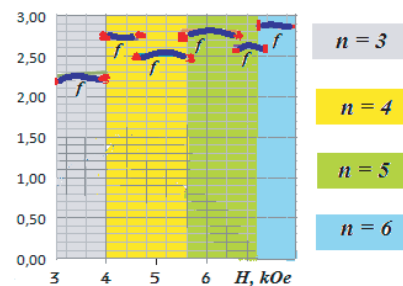 3,00
2,50
2,00
1,50
1,00
0,50
0,00
3 4 5 6 H, kOe
f f f f f f
n = 3
n = 4
n = 5
n = 6